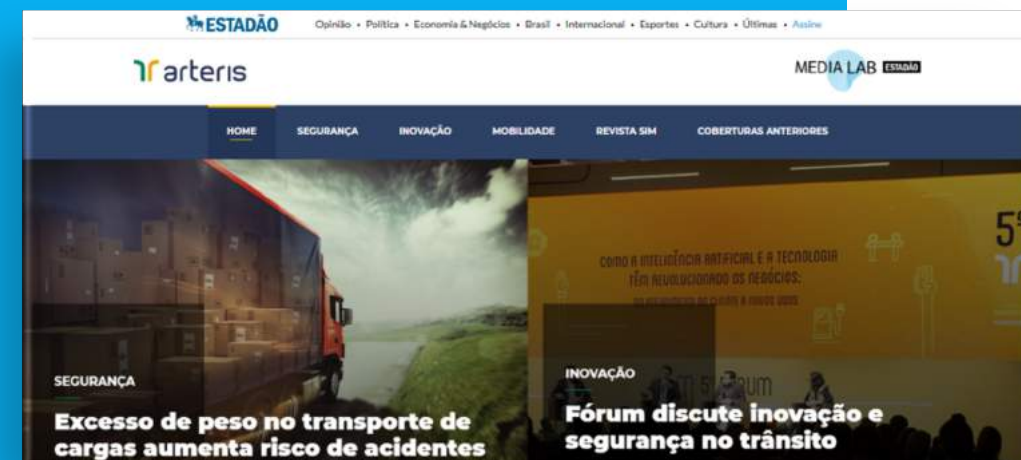 ESTADÃO
Opinião • Política • Economia & Negócios • Brasil • Internacional • Esportes • Cultura • Últimas • Assine
arteris
MEDIA LAB ESTADÃO
HOME SEGURANÇA INOVAÇÃO MOBILIDADE REVISTA SIM COBERTURAS ANTERIORES
COMO A INTELIGÊNCIA ARTIFICIAL E A TECNOLOGIA
TÊM REVOLUCIONADO OS NEGÓCIOS:
5º
SEGURANÇA
Excesso de peso no transporte de
cargas aumenta risco de acidentes
INOVAÇÃO
Fórum discute inovação e
segurança no trânsito